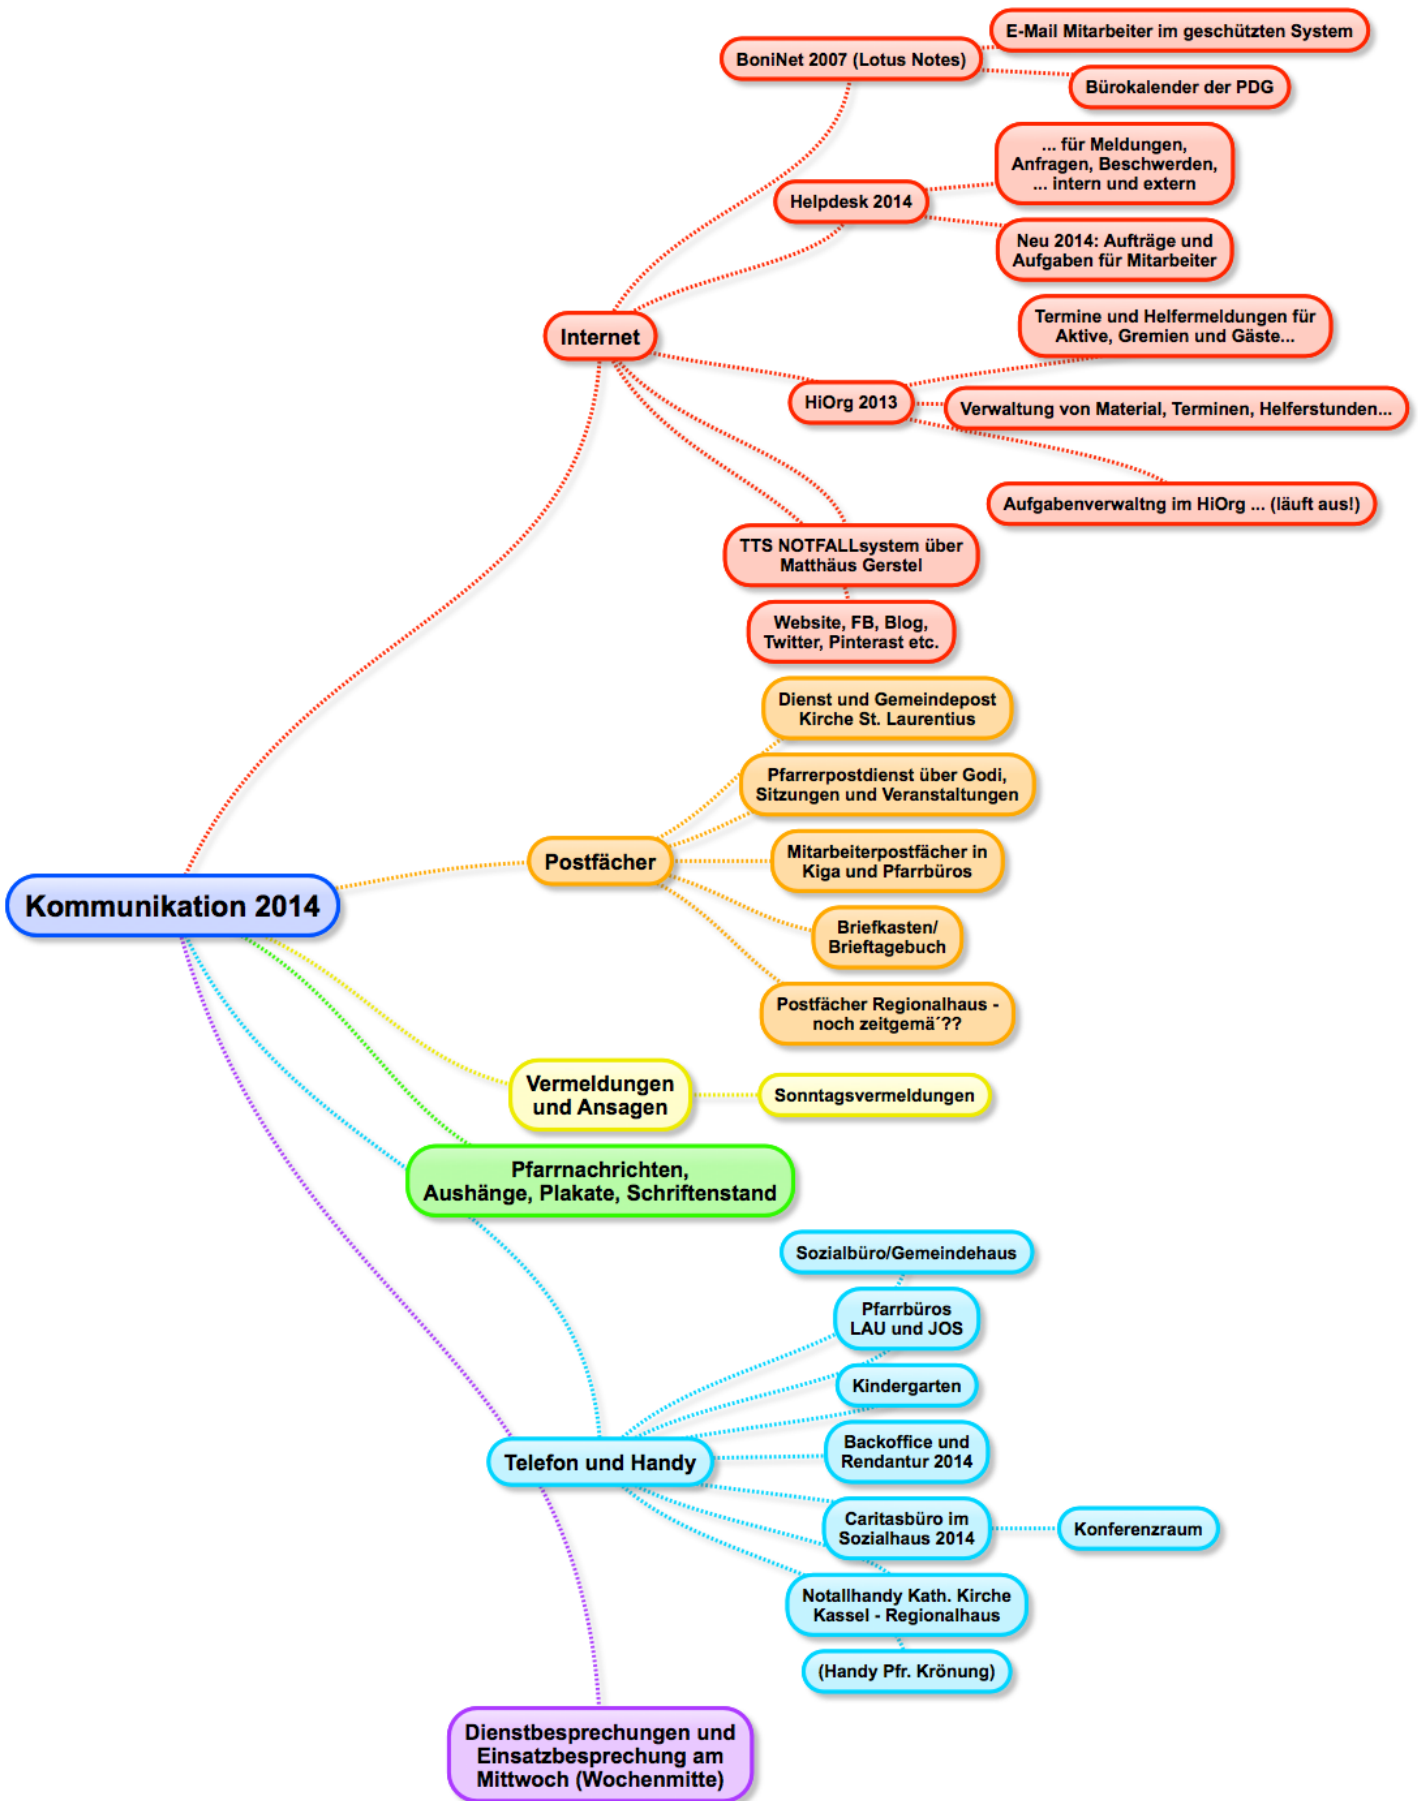 E-Mail Mitarbeiter im geschützten System
BoniNet 2007 (Lotus Notes)
Bürokalender der PDG
... für Meldungen,
Anfragen, Beschwerden,
... intern und extern
Helpdesk 2014
Neu 2014: Aufträge und
Aufgaben für Mitarbeiter
Termine und Helfermeldungen für
Aktive, Gremien und Gäste...
Internet
HiOrg 2013
Verwaltung von Material, Terminen, Helferstunden...
Aufgabenverwaltng im HiOrg ... (läuft aus!)
TTS NOTFALLsystem über
Matthäus Gerstel
Website, FB, Blog,
Twitter, Pinterast etc.
Dienst und Gemeindepost
Kirche St. Laurentius
Pfarrerpostdienst über Godi,
Sitzungen und Veranstaltungen
Postfächer
Mitarbeiterpostfächer in
Kiga und Pfarrbüros
Kommunikation 2014
Briefkasten/
Brieftagebuch
Postfächer Regionalhaus -
noch zeitgemä´??
Vermeldungen
und Ansagen
Sonntagsvermeldungen
Pfarrnachrichten,
Aushänge, Plakate, Schriftenstand
Sozialbüro/Gemeindehaus
Pfarrbüros
LAU und JOS
Kindergarten
Telefon und Handy
Backoffice und
Rendantur 2014
Caritasbüro im
Sozialhaus 2014
Konferenzraum
Notallhandy Kath. Kirche
Kassel - Regionalhaus
(Handy Pfr. Krönung)
Dienstbesprechungen und
Einsatzbesprechung am
Mittwoch (Wochenmitte)